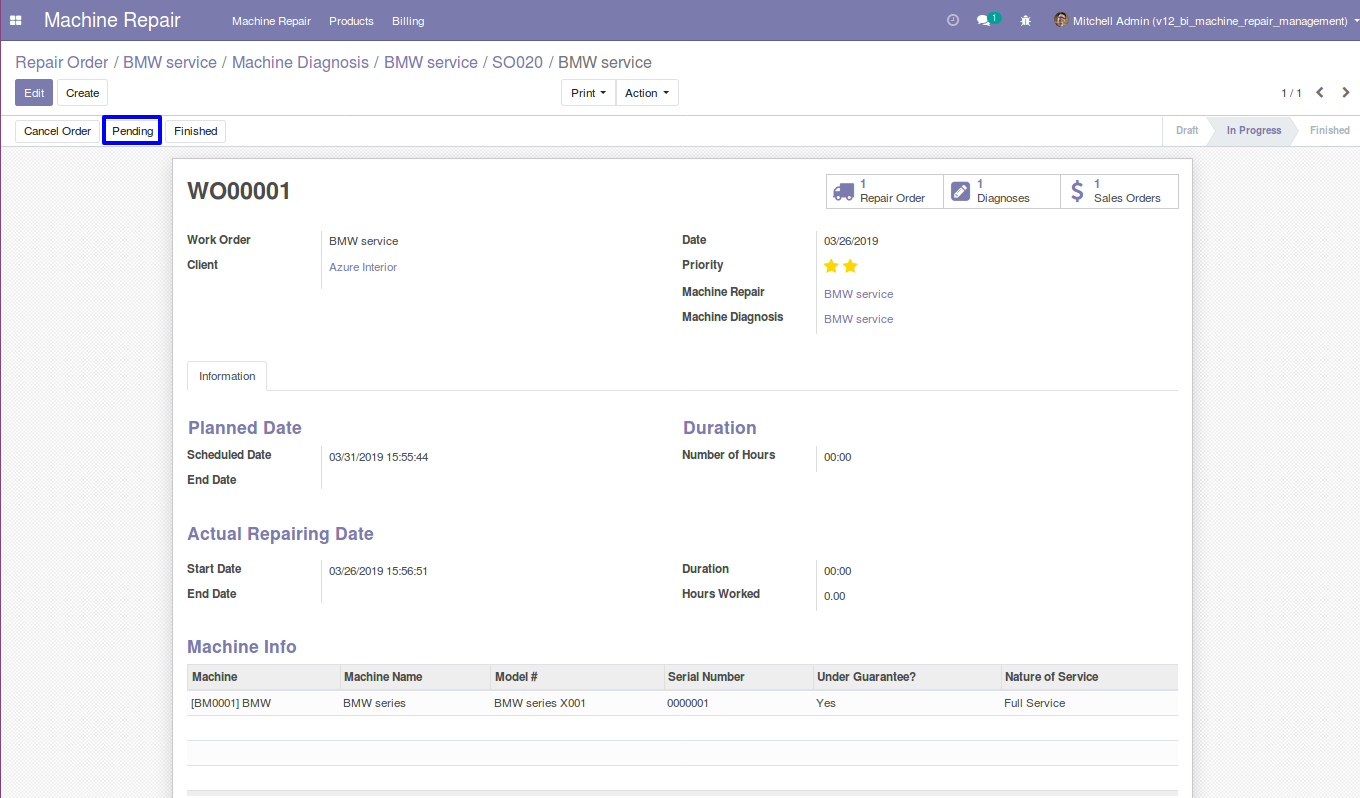 Machine Repair Machine Repair Products Billing 1 Mitchell Admin (v12_bi_machine_repair_management)
Repair Order / BMW service / Machine Diagnosis / BMW service / SO020 / BMW service
Edit Create Print Action 1 / 1
Cancel Order Pending Finished Draft In Progress Finished
WO00001
1 Repair Order
1 Diagnoses
1 Sales Orders
Work Order BMW service
Client Azure Interior
Date 03/26/2019
Priority
Machine Repair BMW service
Machine Diagnosis BMW service
Information
Planned Date
Scheduled Date 03/31/2019 15:55:44
End Date
Duration
Number of Hours 00:00
Actual Repairing Date
Start Date 03/26/2019 15:56:51
End Date
Duration 00:00
Hours Worked 0.00
Machine Info
Machine Machine Name Model # Serial Number Under Guarantee? Nature of Service
[BM0001] BMW BMW series BMW series X001 0000001 Yes Full Service